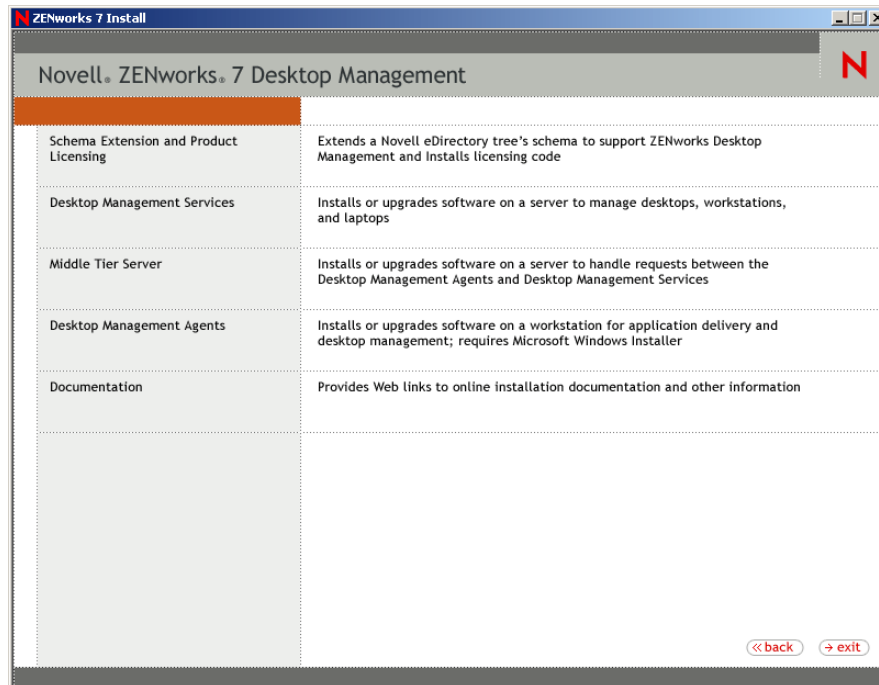 ZENworks 7 Install
Novell® ZENworks® 7 Desktop Management
N
Schema Extension and Product
Licensing
Extends a Novell eDirectory tree's schema to support ZENworks Desktop
Management and Installs licensing code
Desktop Management Services
Installs or upgrades software on a server to manage desktops, workstations,
and laptops
Middle Tier Server
Installs or upgrades software on a server to handle requests between the
Desktop Management Agents and Desktop Management Services
Desktop Management Agents
Installs or upgrades software on a workstation for application delivery and
desktop management; requires Microsoft Windows Installer
Documentation
Provides Web links to online installation documentation and other information
« back
→ exit